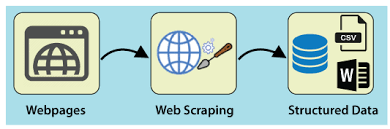 CSV
W
Webpages
Web Scraping
Structured Data